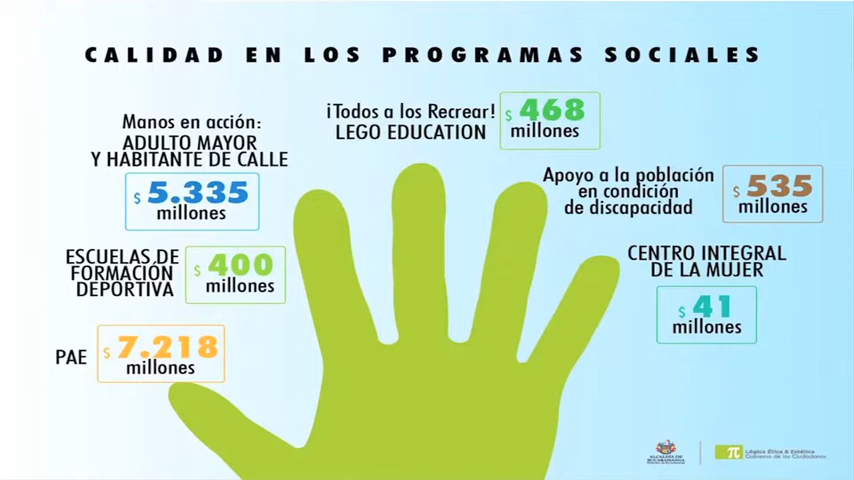 CALIDAD EN LOS PROGRAMAS SOCIALES
Manos en acción:
ADULTO MAYOR
Y HABITANTE DE CALLE
$ 5.335
millones
¡Todos a los Recrear!
LEGO EDUCATION
$ 468
millones
Apoyo a la población
en condición
de discapacidad
$ 535
millones
ESCUELAS DE
FORMACIÓN
DEPORTIVA
$ 400
millones
CENTRO INTEGRAL
DE LA MUJER
$ 41
millones
PAE
$ 7.218
millones
ALCALDÍA DE
BUCARAMANGA
π
Lógica Ética & Estética
Gobierno de los Ciudadanos